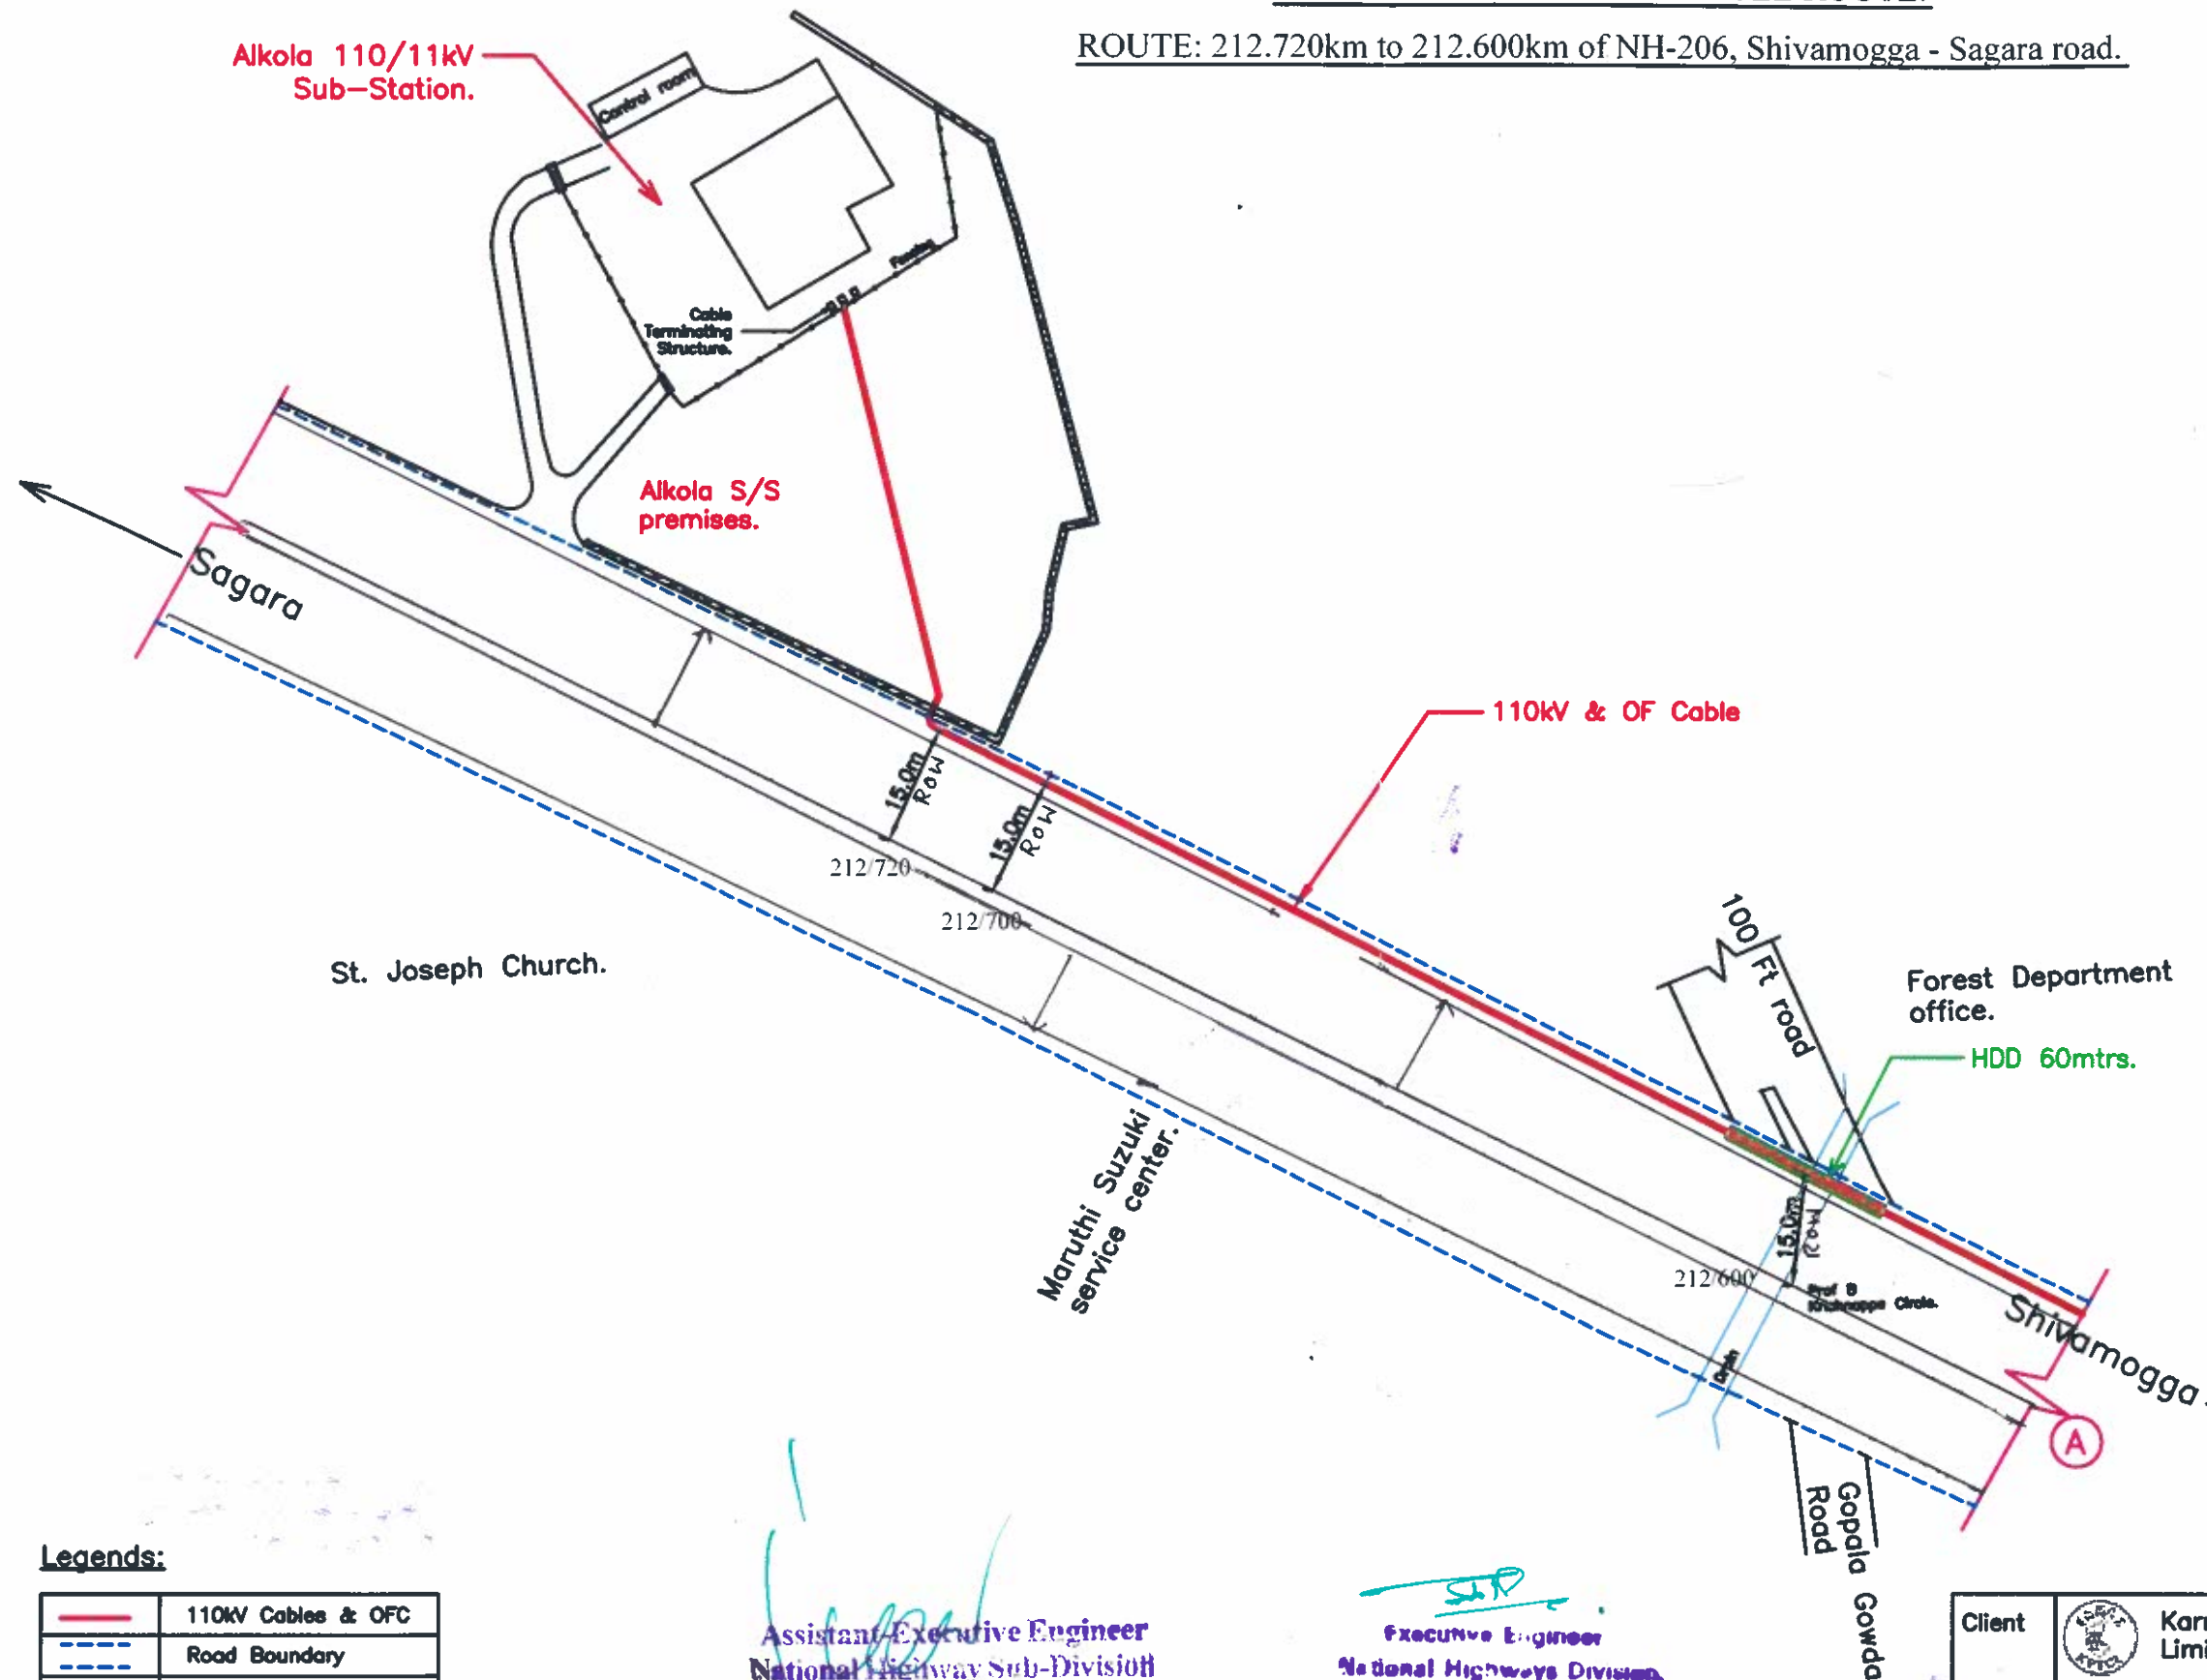 ROUTE: 212.720km to 212.600km of NH-206, Shivamogga - Sagara road.
Alkola 110/11kV
Sub-Station.
Control room
Fencing
Cable
Terminating
Structure.
Alkola S/S
premises.
Sagara
110kV & OF Cable
15.0m
ROW
15.0m
ROW
212/720
212/700
St. Joseph Church.
100 Ft road
Forest Department
office.
HDD 60mtrs.
Maruthi Suzuki
service center.
15.0m
ROW
212/600
Prof B
Krishnappa Circle.
Drain
Shivamogga
A
Gopala Gowda
Road
Legends:
110kV Cables & OFC
Road Boundary
Assistant Executive Engineer
National Highway Sub-Division
Executive Engineer
National Highways Division,
Client